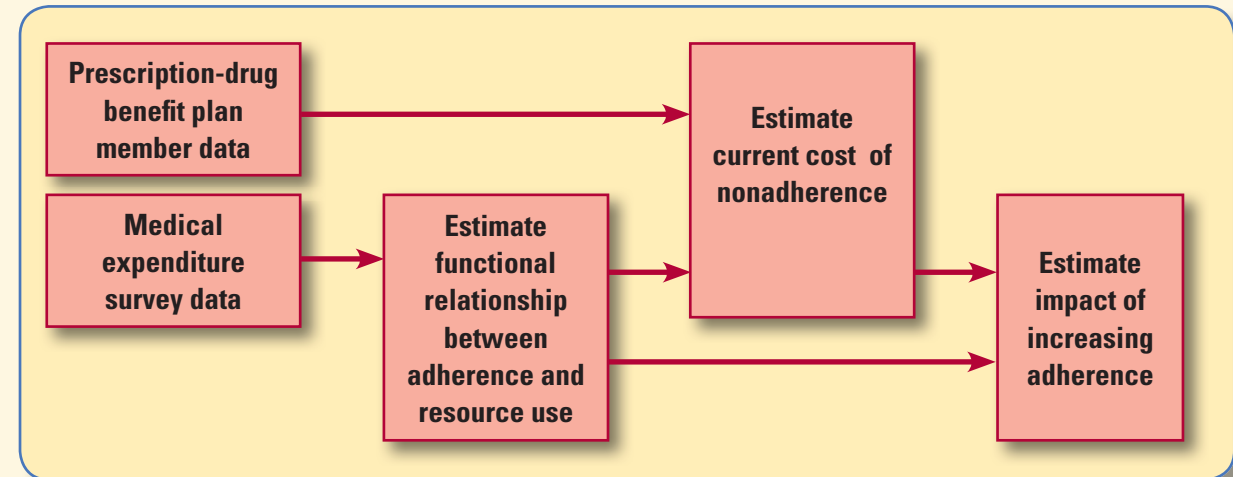 Prescription-drug
benefit plan
member data
Medical
expenditure
survey data
Estimate
functional
relationship
between
adherence and
resource use
Estimate
current cost of
nonadherence
Estimate
impact of
increasing
adherence